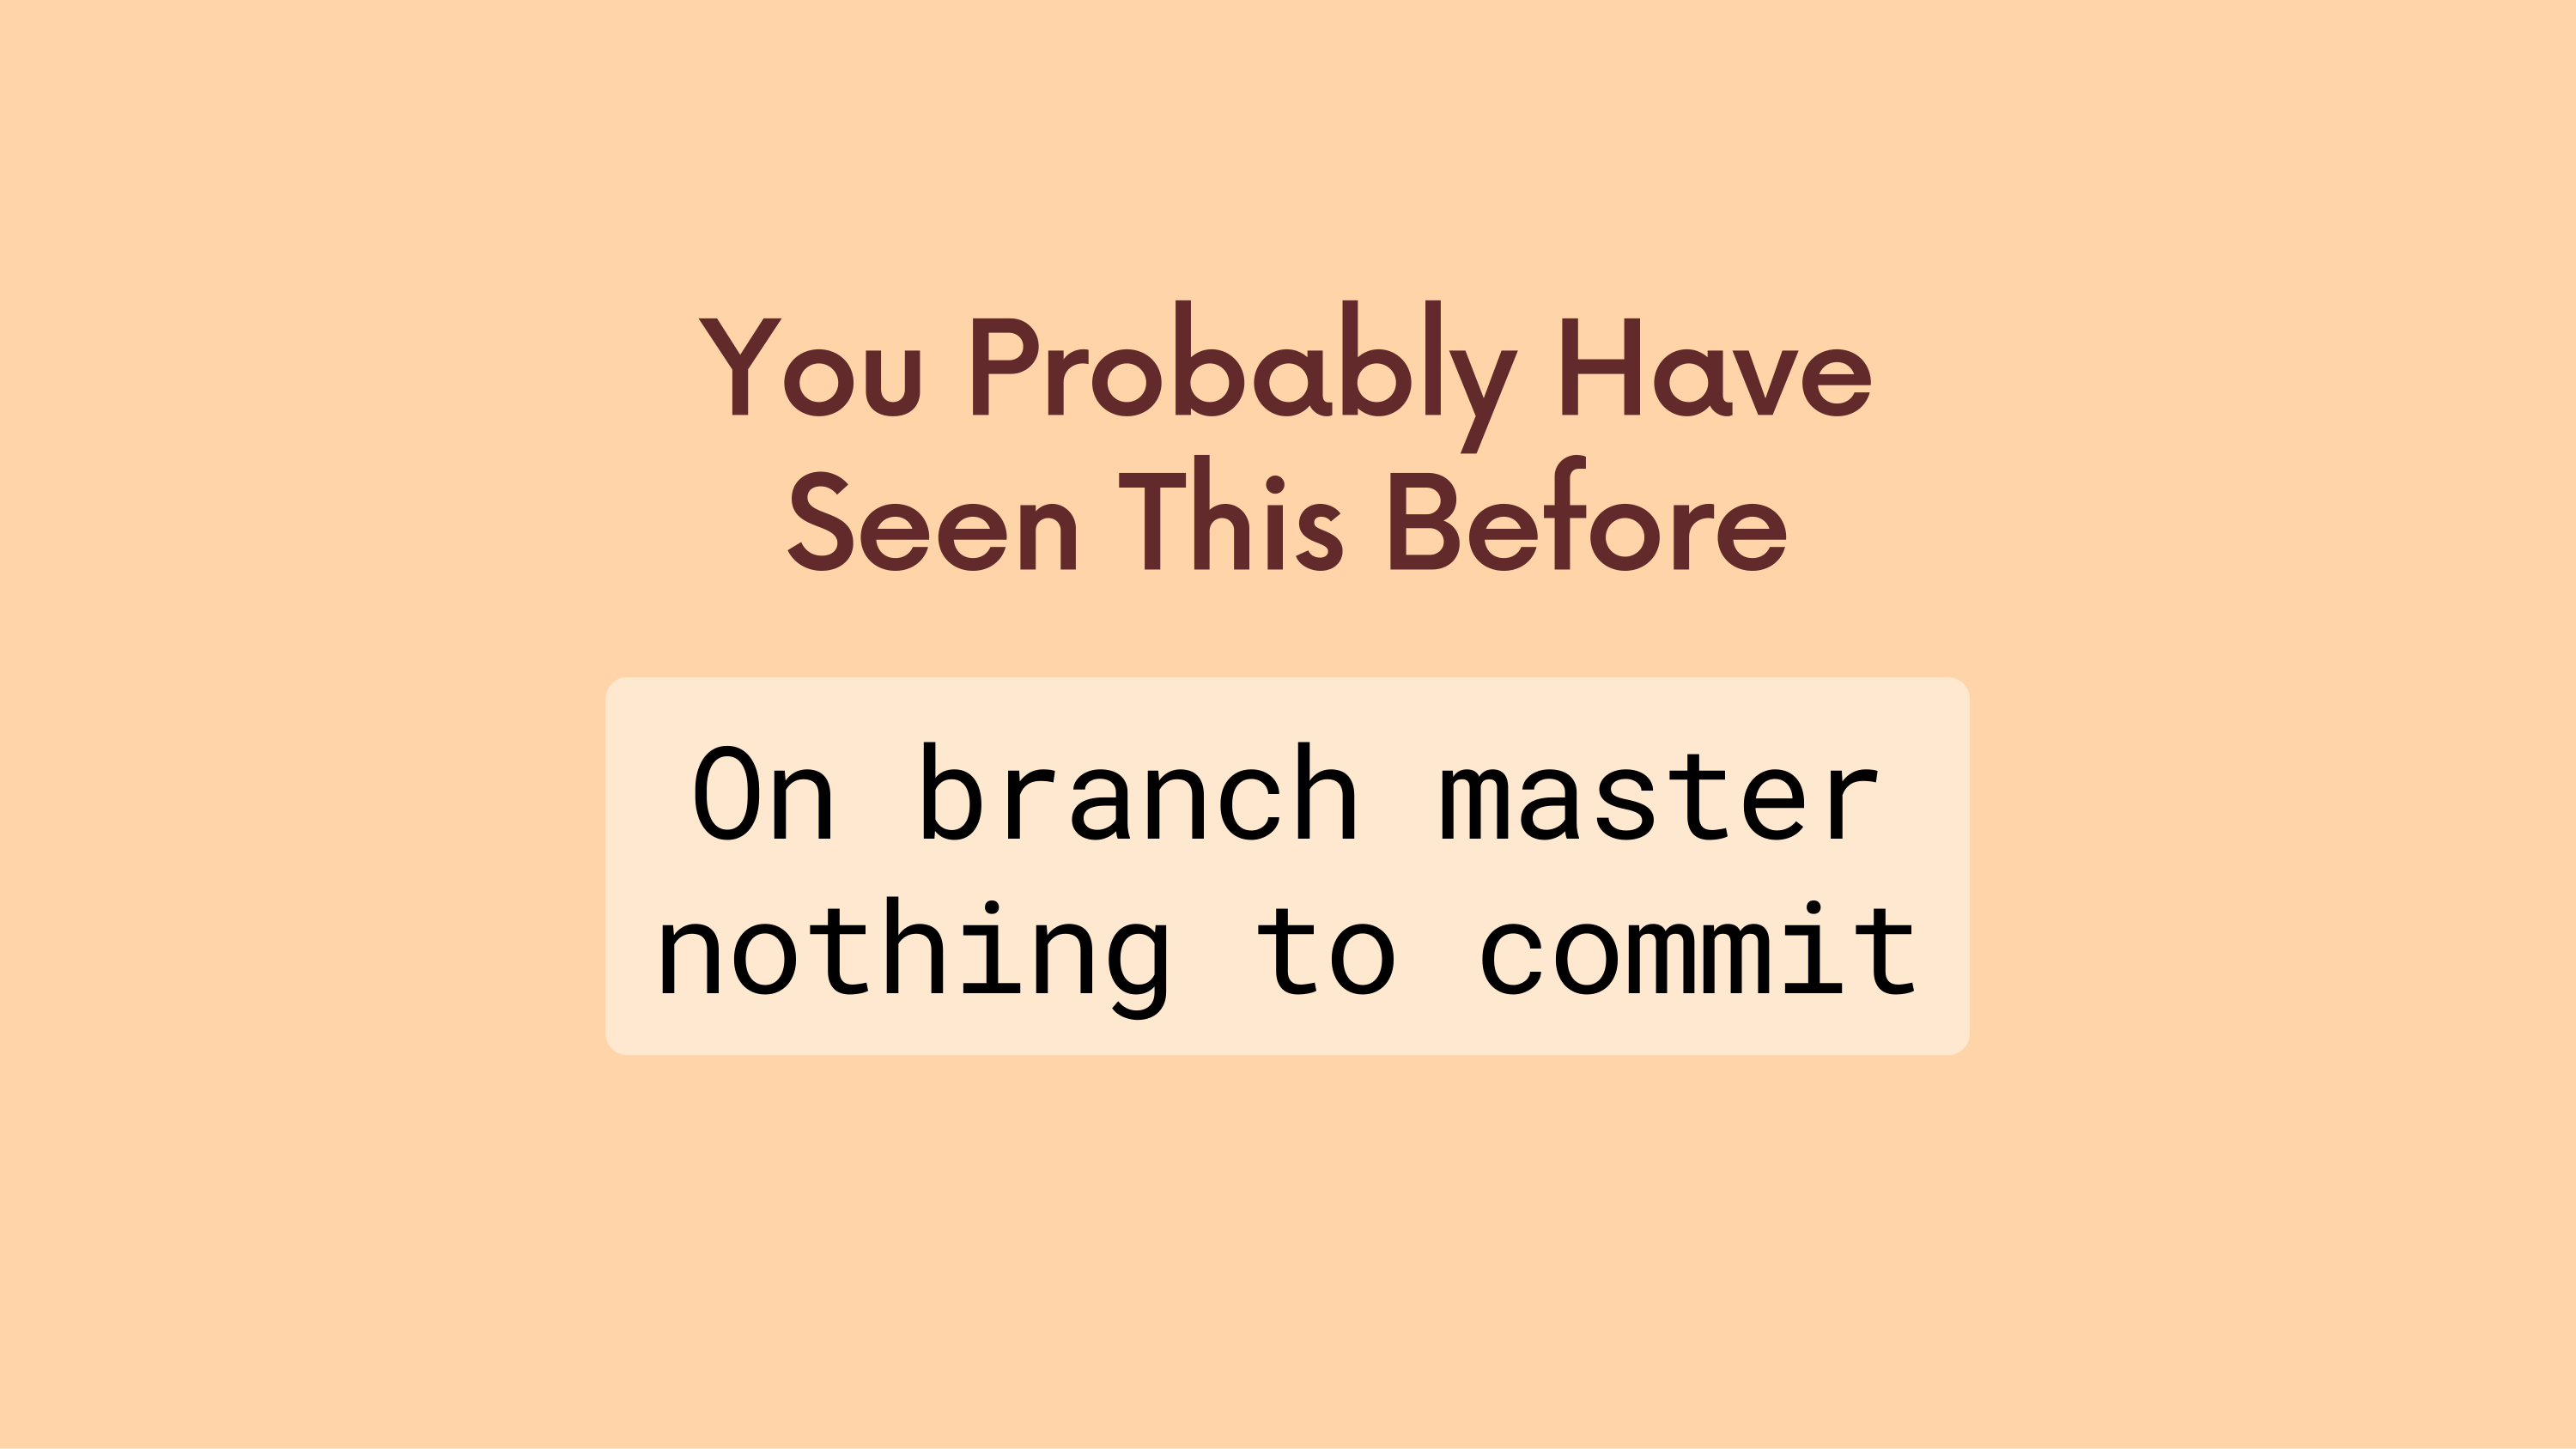 You Probably Have
Seen This Before
On branch master
nothing to commit